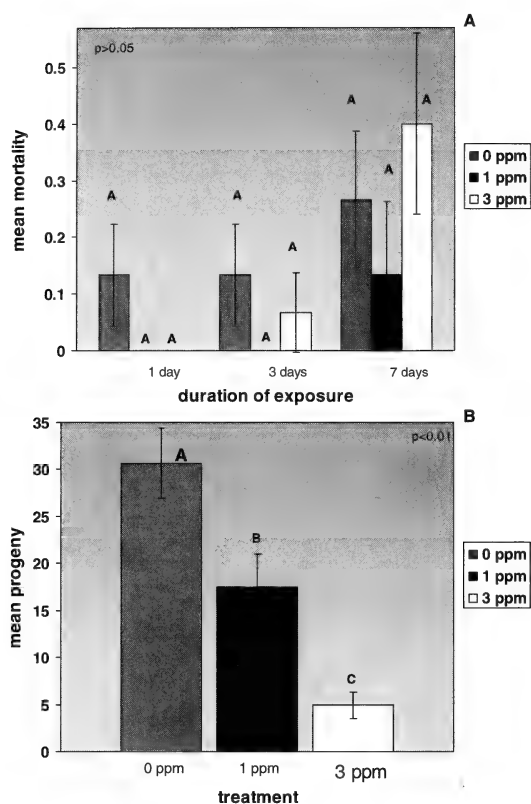 A
p>0.05
0.5
0.4
0.3
0.2
0.1
0
mean mortality
A
A A
A
A
A
A
A
A
1 day
3 days
7 days
duration of exposure
0 ppm
1 ppm
3 ppm
B
p<0.01
35
30
25
20
15
10
5
0
mean progeny
A
B
C
0 ppm
1 ppm
3 ppm
treatment
0 ppm
1 ppm
3 ppm